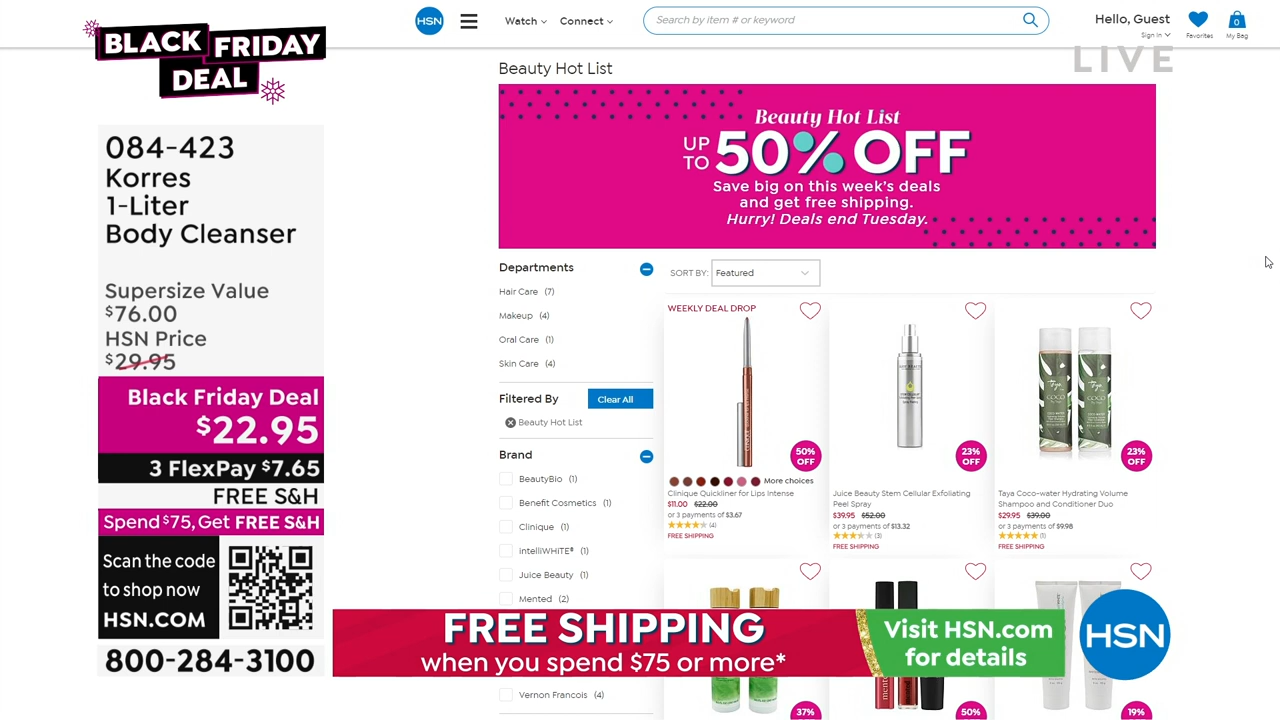 BLACK FRIDAY
DEAL
084-423
Korres
1-Liter
Body Cleanser
Supersize Value
$76.00
HSN Price
$29.95
Black Friday Deal
$22.95
3 FlexPay $7.65
FREE S&H
Spend $75, Get FREE S&H
Scan the code
to shop now
HSN.COM
800-284-3100
HSN
Watch
Connect
Search by item # or keyword
Hello, Guest
Sign in
Favorites
0
My Bag
LIVE
Beauty Hot List
Beauty Hot List
UP TO 50% OFF
Save big on this week's deals
and get free shipping.
Hurry! Deals end Tuesday.
Departments
Hair Care (7)
Makeup (4)
Oral Care (1)
Skin Care (4)
Filtered By
Clear All
Beauty Hot List
Brand
BeautyBio (1)
Benefit Cosmetics (1)
Clinique (1)
IntelliWHiTE® (1)
Juice Beauty (1)
Mented (2)
Vernon Francois (4)
SORT BY: Featured
WEEKLY DEAL DROP
50% OFF
More choices
Clinique Quickliner for Lips Intense
$11.00 $22.00
or 3 payments of $3.67
(4)
FREE SHIPPING
23% OFF
Juice Beauty Stem Cellular Exfoliating
Peel Spray
$39.95 $52.00
or 3 payments of $13.32
(3)
FREE SHIPPING
23% OFF
Taya Coco-water Hydrating Volume
Shampoo and Conditioner Duo
$29.95 $39.00
or 3 payments of $9.98
(1)
FREE SHIPPING
37%
50%
19%
FREE SHIPPING
when you spend $75 or more*
Visit HSN.com
for details
HSN